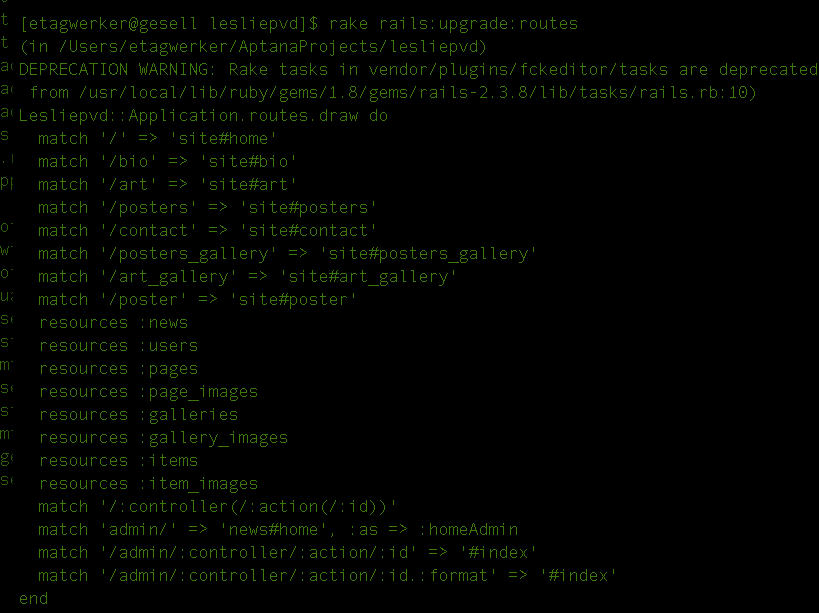 [etagwerker@gesell lesliepvd]$ rake rails:upgrade:routes
(in /Users/etagwerker/AptanaProjects/lesliepvd)
DEPRECATION WARNING: Rake tasks in vendor/plugins/fckeditor/tasks are deprecated
from /usr/local/lib/ruby/gems/1.8/gems/rails-2.3.8/lib/tasks/rails.rb:10)
Lesliepvd::Application.routes.draw do
  match '/' => 'site#home'
  match '/bio' => 'site#bio'
  match '/art' => 'site#art'
  match '/posters' => 'site#posters'
  match '/contact' => 'site#contact'
  match '/posters_gallery' => 'site#posters_gallery'
  match '/art_gallery' => 'site#art_gallery'
  match '/poster' => 'site#poster'
  resources :news
  resources :users
  resources :pages
  resources :page_images
  resources :galleries
  resources :gallery_images
  resources :items
  resources :item_images
  match '/:controller(/:action(/:id))'
  match 'admin/' => 'news#home', :as => :homeAdmin
  match '/admin/:controller/:action/:id' => '#index'
  match '/admin/:controller/:action/:id.:format' => '#index'
end